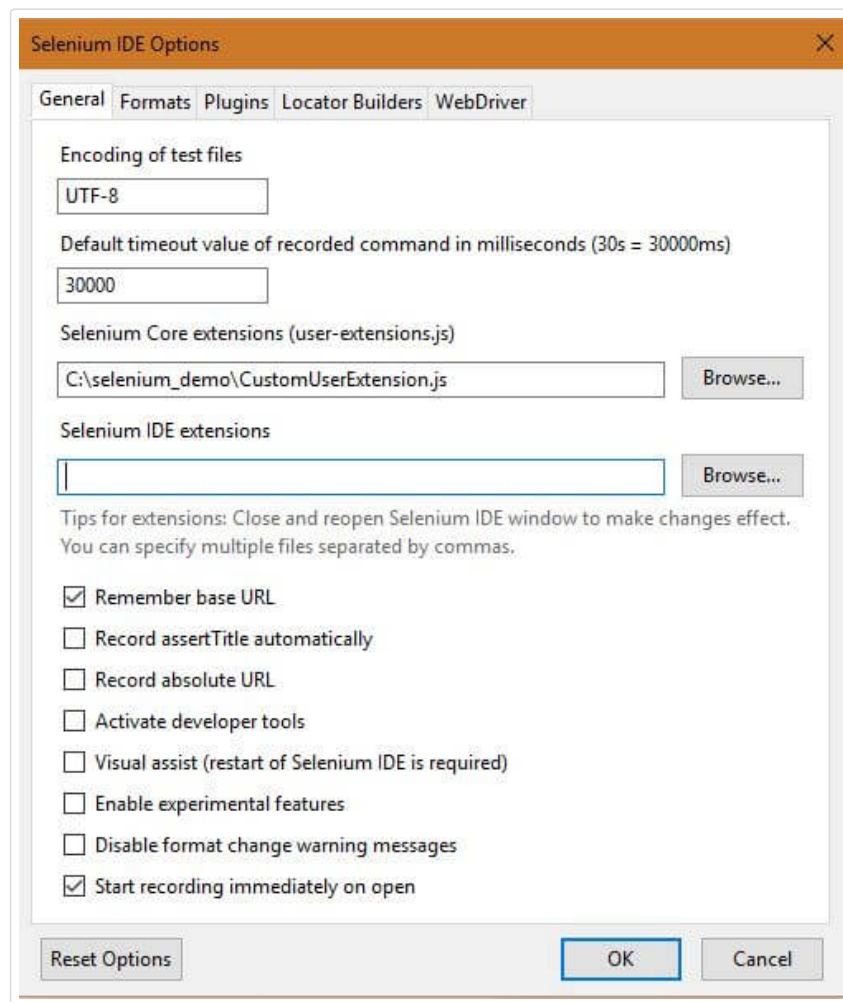 Selenium IDE Options
General Formats Plugins Locator Builders WebDriver
Encoding of test files
UTF-8
Default timeout value of recorded command in milliseconds (30s = 30000ms)
30000
Selenium Core extensions (user-extensions.js)
C:\selenium_demo\CustomUserExtension.js Browse...
Selenium IDE extensions
Browse...
Tips for extensions: Close and reopen Selenium IDE window to make changes effect.
You can specify multiple files separated by commas.
Remember base URL
Record assertTitle automatically
Record absolute URL
Activate developer tools
Visual assist (restart of Selenium IDE is required)
Enable experimental features
Disable format change warning messages
Start recording immediately on open
Reset Options OK Cancel